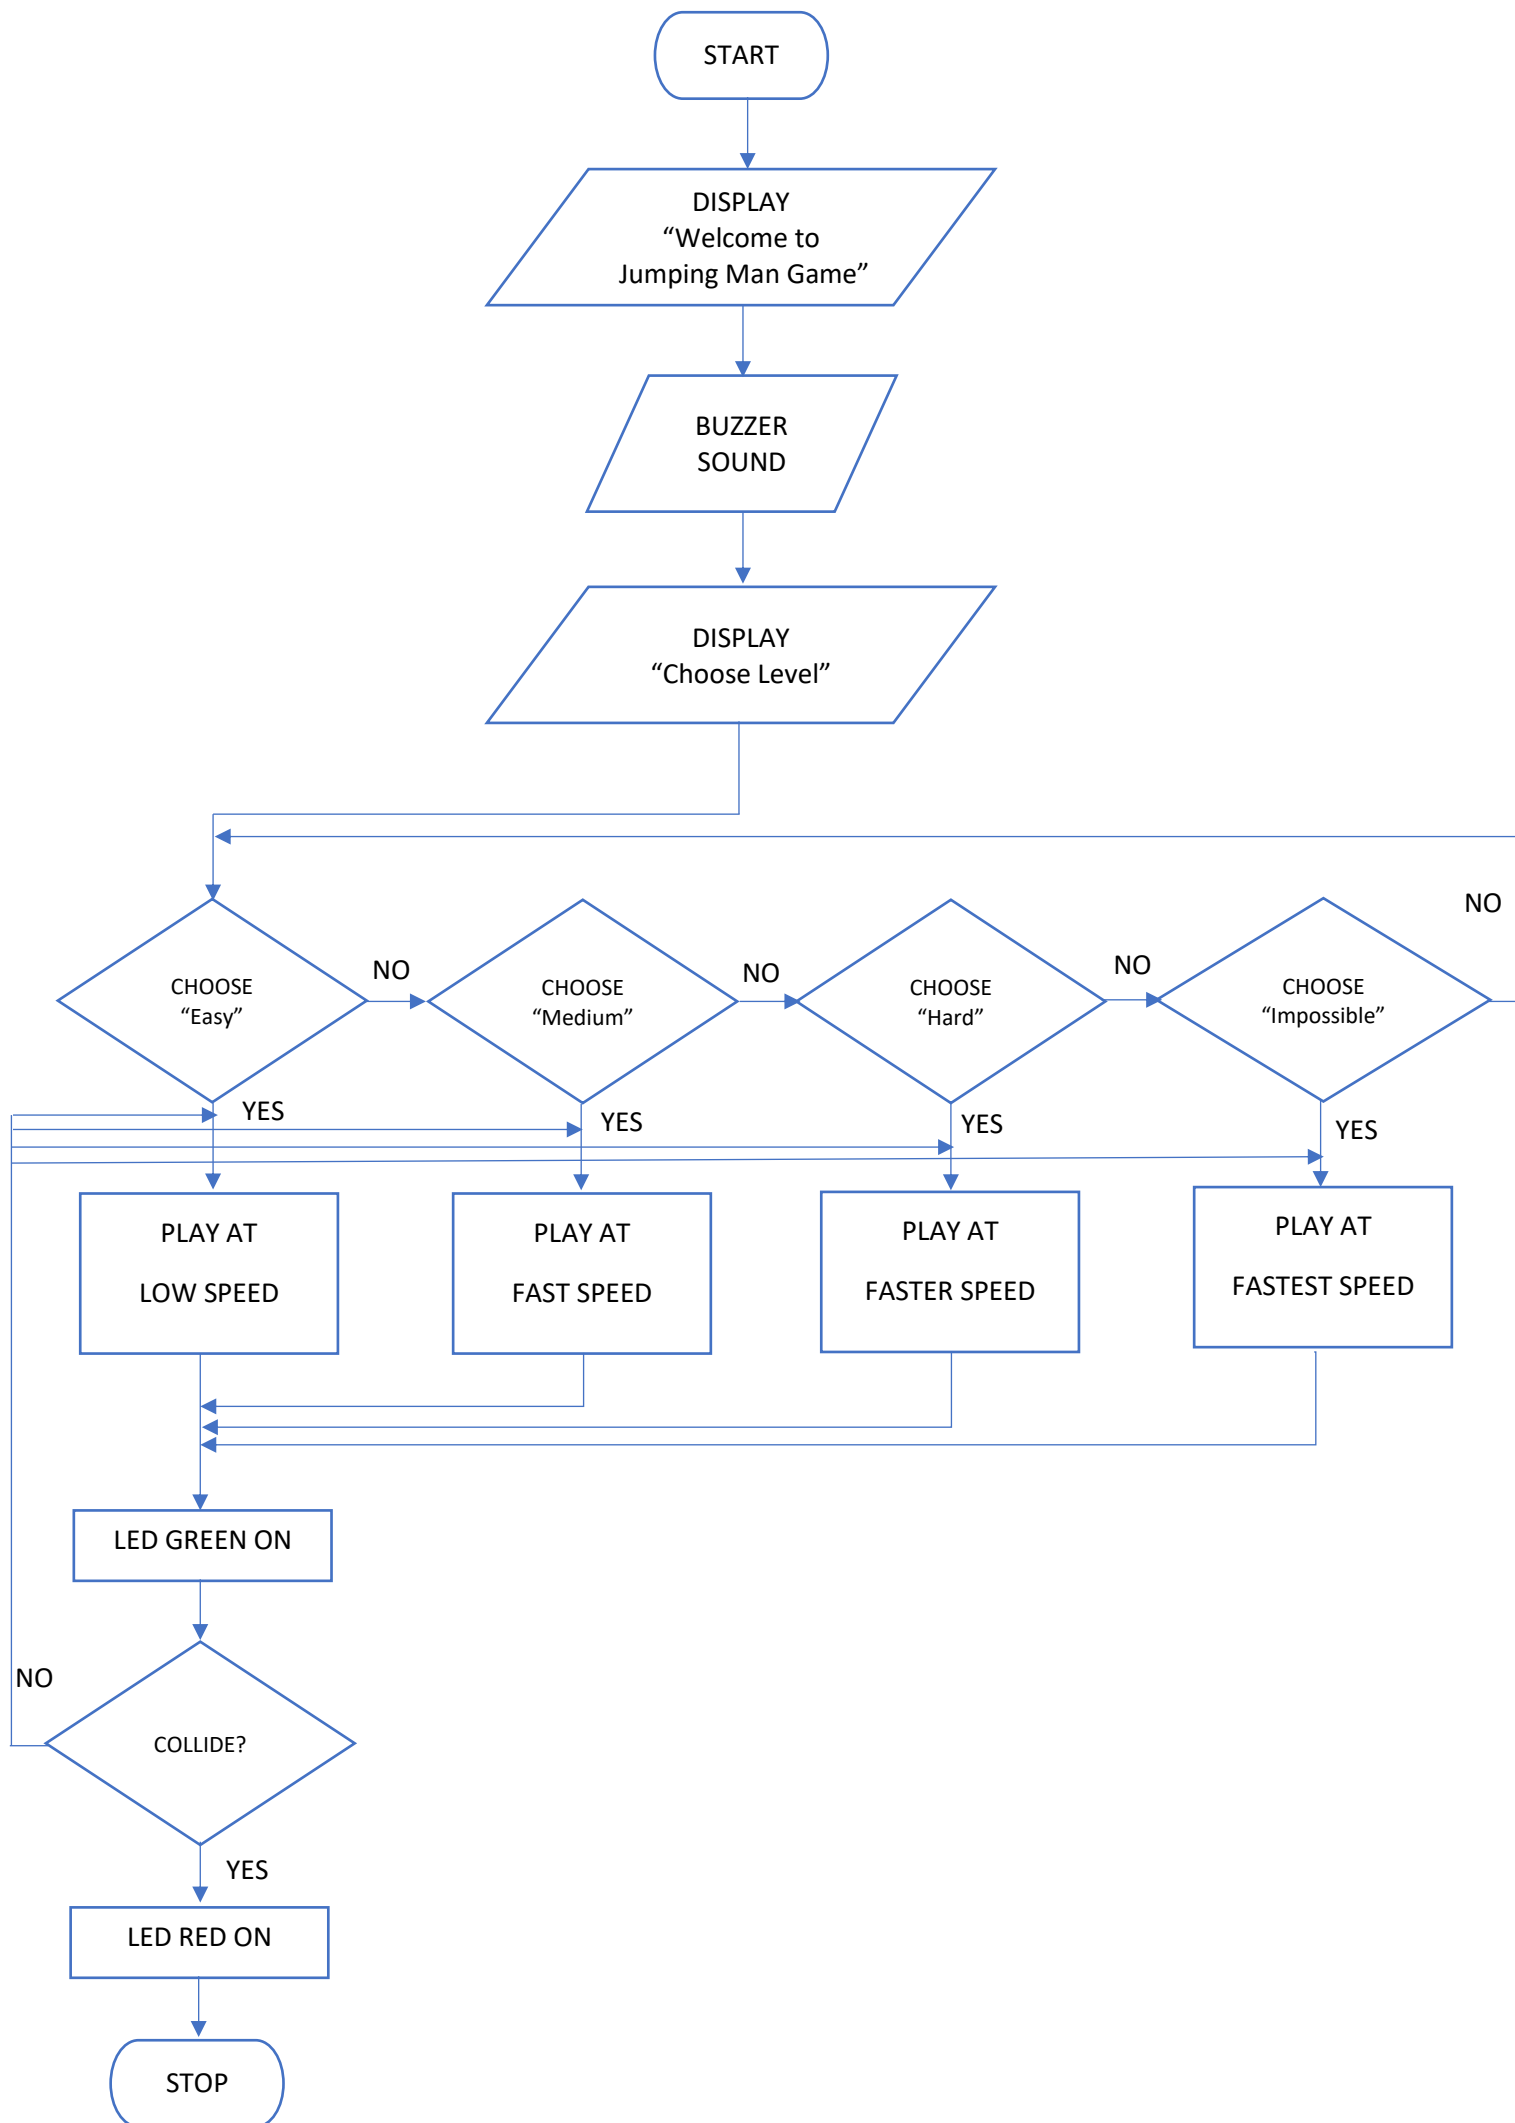 START
DISPLAY
“Welcome to
Jumping Man Game”
BUZZER
SOUND
DISPLAY
“Choose Level”
CHOOSE
“Easy”
NO
CHOOSE
“Medium”
NO
CHOOSE
“Hard”
NO
CHOOSE
“Impossible”
NO
YES
YES
YES
YES
PLAY AT
LOW SPEED
PLAY AT
FAST SPEED
PLAY AT
FASTER SPEED
PLAY AT
FASTEST SPEED
LED GREEN ON
NO
COLLIDE?
YES
LED RED ON
STOP